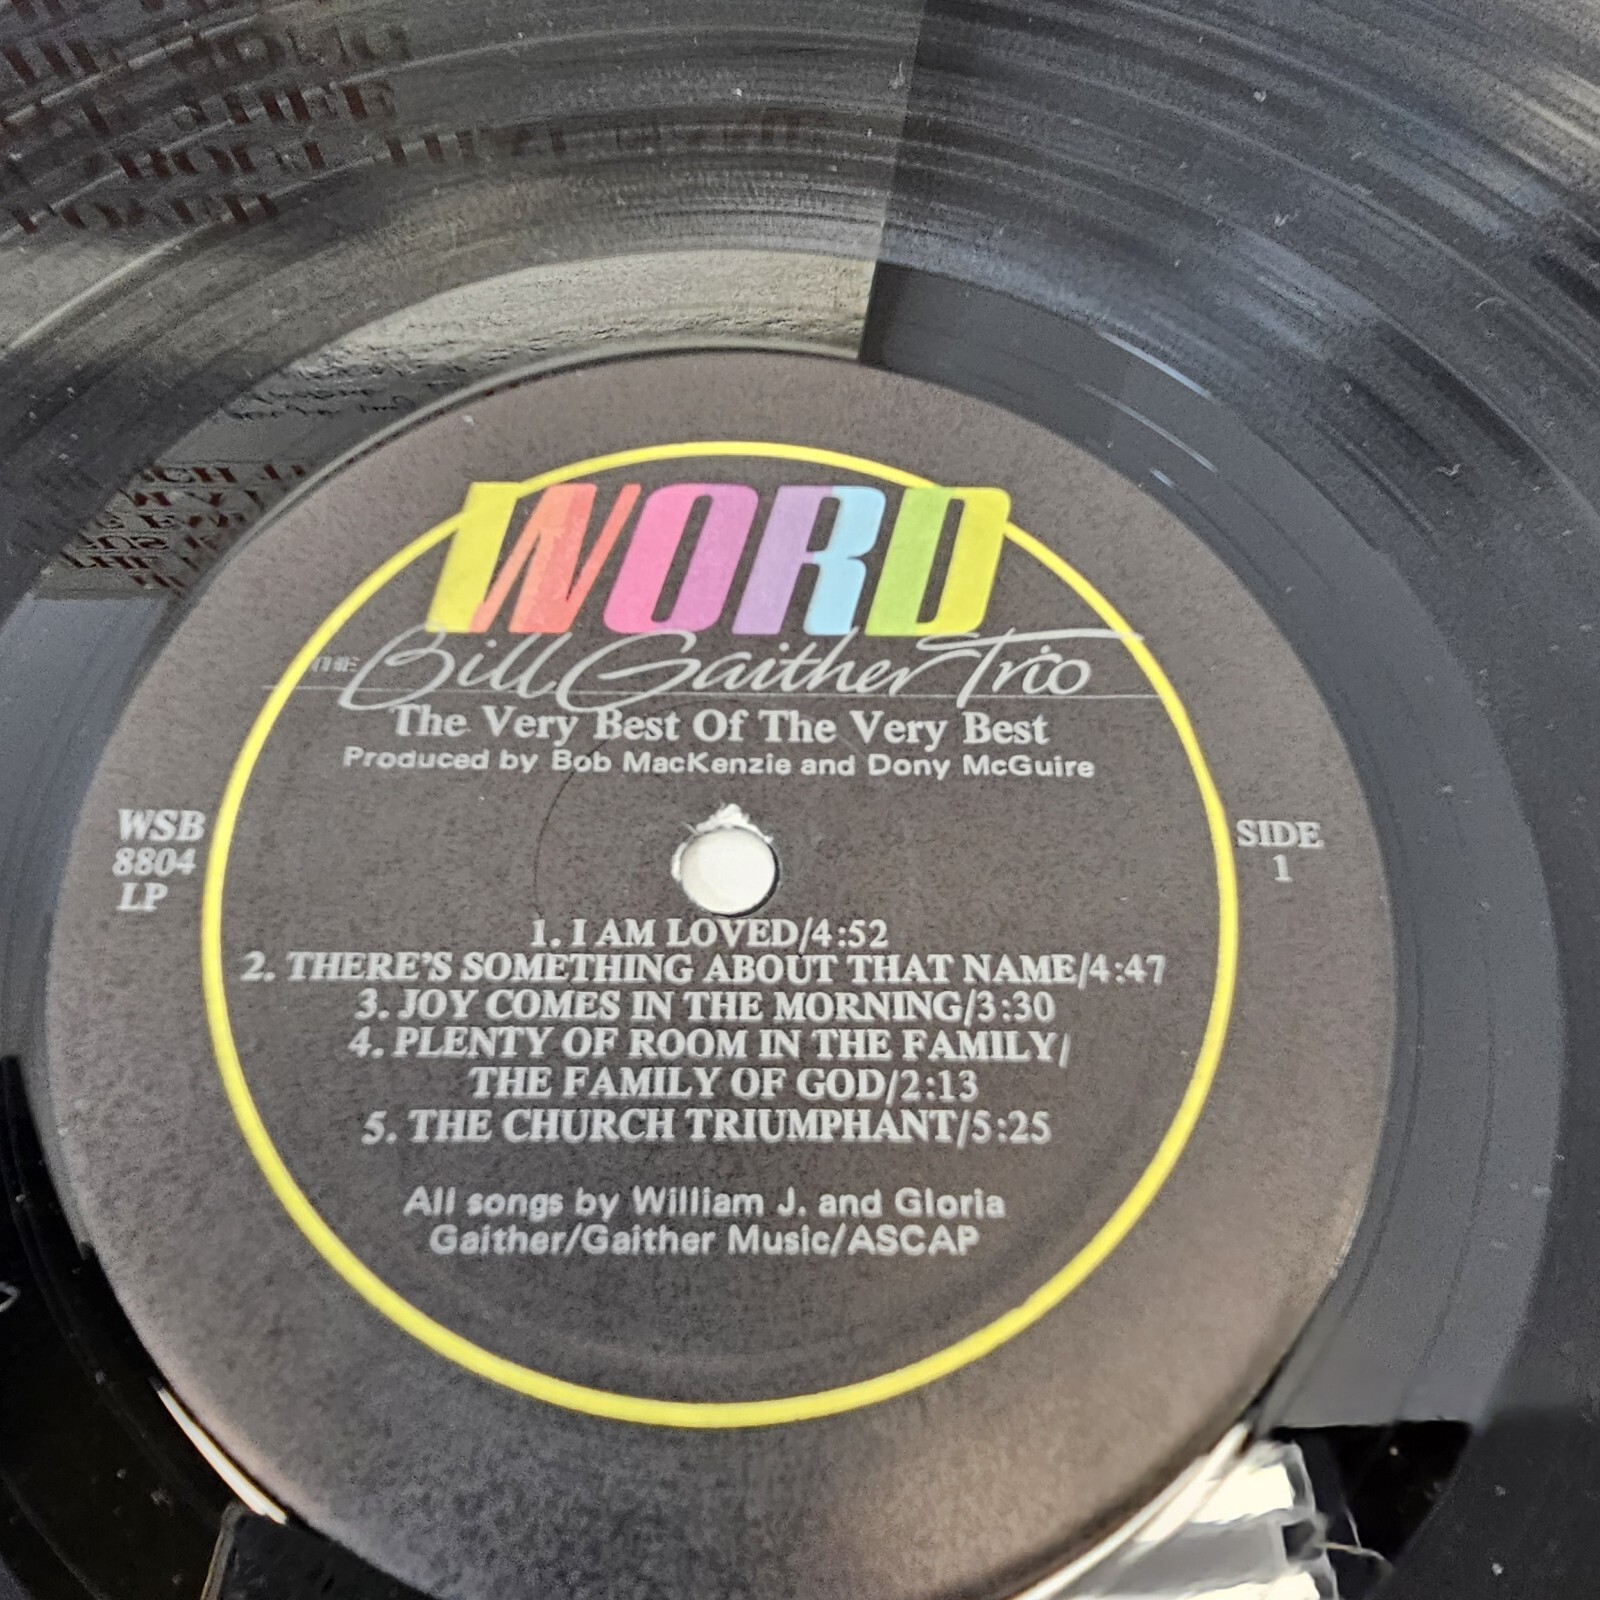 WORD
THE Bill Gaither Trio
The Very Best Of The Very Best
Produced by Bob MacKenzie and Dony McGuire
WSB
8804
LP
SIDE
1
1. I AM LOVED/4:52
2. THERE'S SOMETHING ABOUT THAT NAME/4:47
3. JOY COMES IN THE MORNING/3:30
4. PLENTY OF ROOM IN THE FAMILY/
THE FAMILY OF GOD/2:13
5. THE CHURCH TRIUMPHANT/5:25
All songs by William J. and Gloria
Gaither/Gaither Music/ASCAP